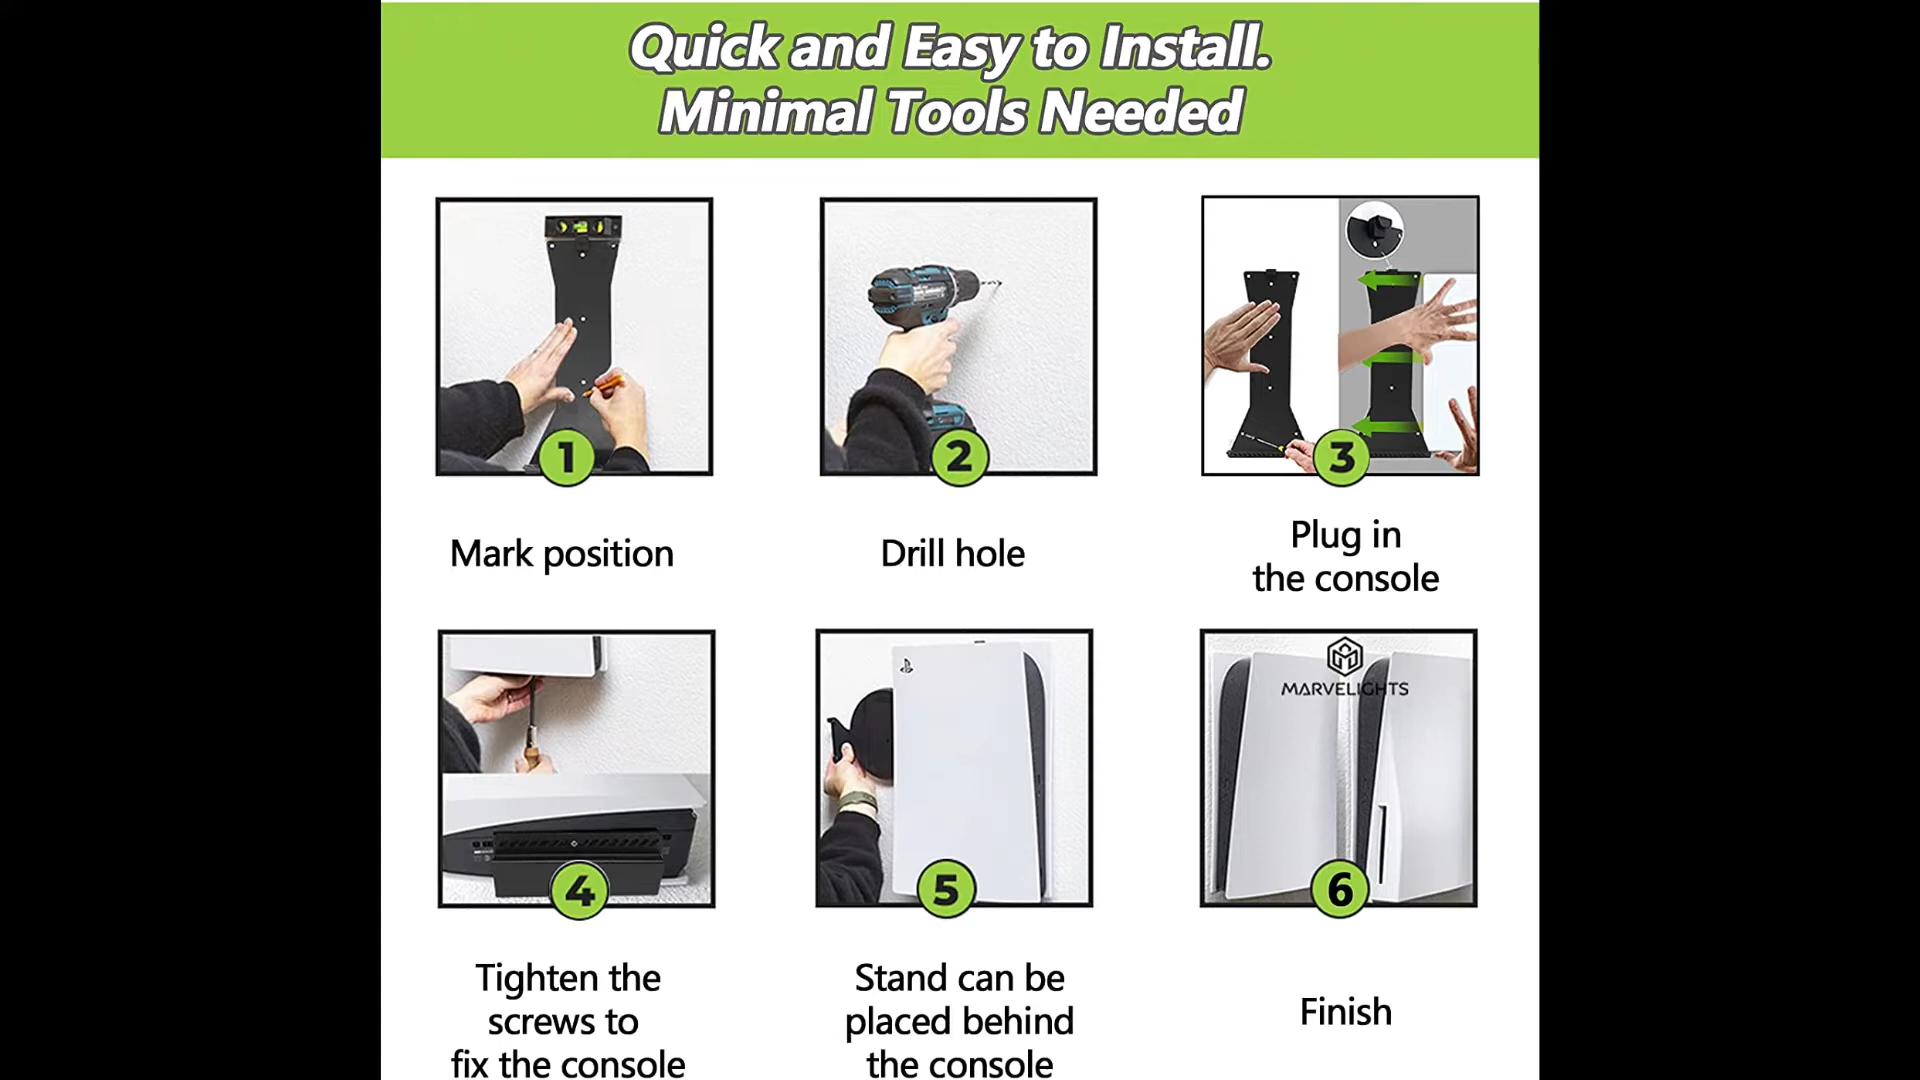 Quick and Easy to Install.
Minimal Tools Needed
1
2
3
Mark position
Drill hole
Plug in
the console
4
5
MARVELIGHTS
6
Tighten the
screws to
fix the console
Stand can be
placed behind
the console
Finish